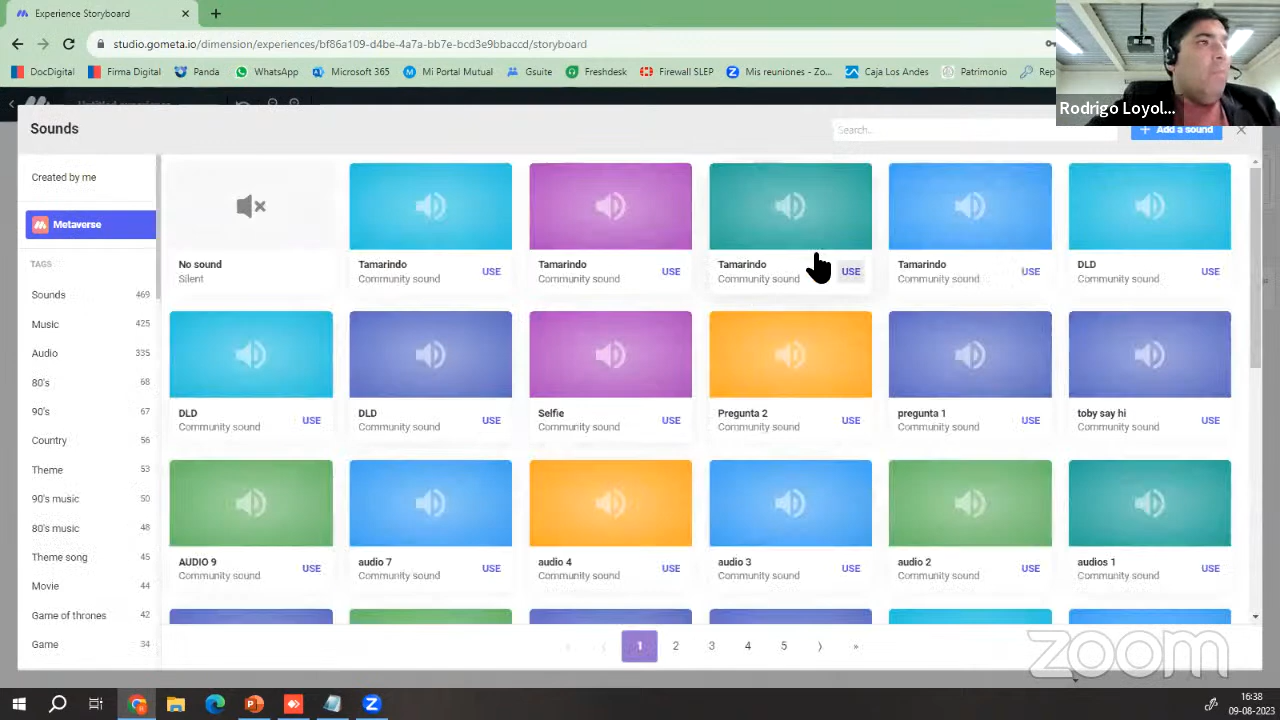 Experience Storyboard
studio.gometa.io/dimension/experiences/bf86a109-d4be-4a7a-bb7e-bcd3e9bbaccd/storyboard
DocDigital
Firma Digital
Panda
WhatsApp
Microsoft 365
Mi Portal Mutual
Gsuite
Freshdesk
Firewall SLEP
Mis reuniones - Zo...
Caja Los Andes
Patrimonio
Rodrigo Loyol...
Sounds
Search...
Add a sound
Created by me
Metaverse
TAGS
Sounds 469
Music 425
Audio 335
80's 68
90's 67
Country 56
Theme 53
90's music 50
80's music 48
Theme song 45
Movie 44
Game of thrones 42
Game 34
No sound
Silent
Tamarindo
Community sound
USE
Tamarindo
Community sound
USE
Tamarindo
Community sound
USE
Tamarindo
Community sound
USE
DLD
Community sound
USE
DLD
Community sound
USE
DLD
Community sound
USE
Selfie
Community sound
USE
Pregunta 2
Community sound
USE
pregunta 1
Community sound
USE
toby say hi
Community sound
USE
AUDIO 9
Community sound
USE
audio 7
Community sound
USE
audio 4
Community sound
USE
audio 3
Community sound
USE
audio 2
Community sound
USE
audios 1
Community sound
USE
1 2 3 4 5
zoom
16:38
09-08-2023